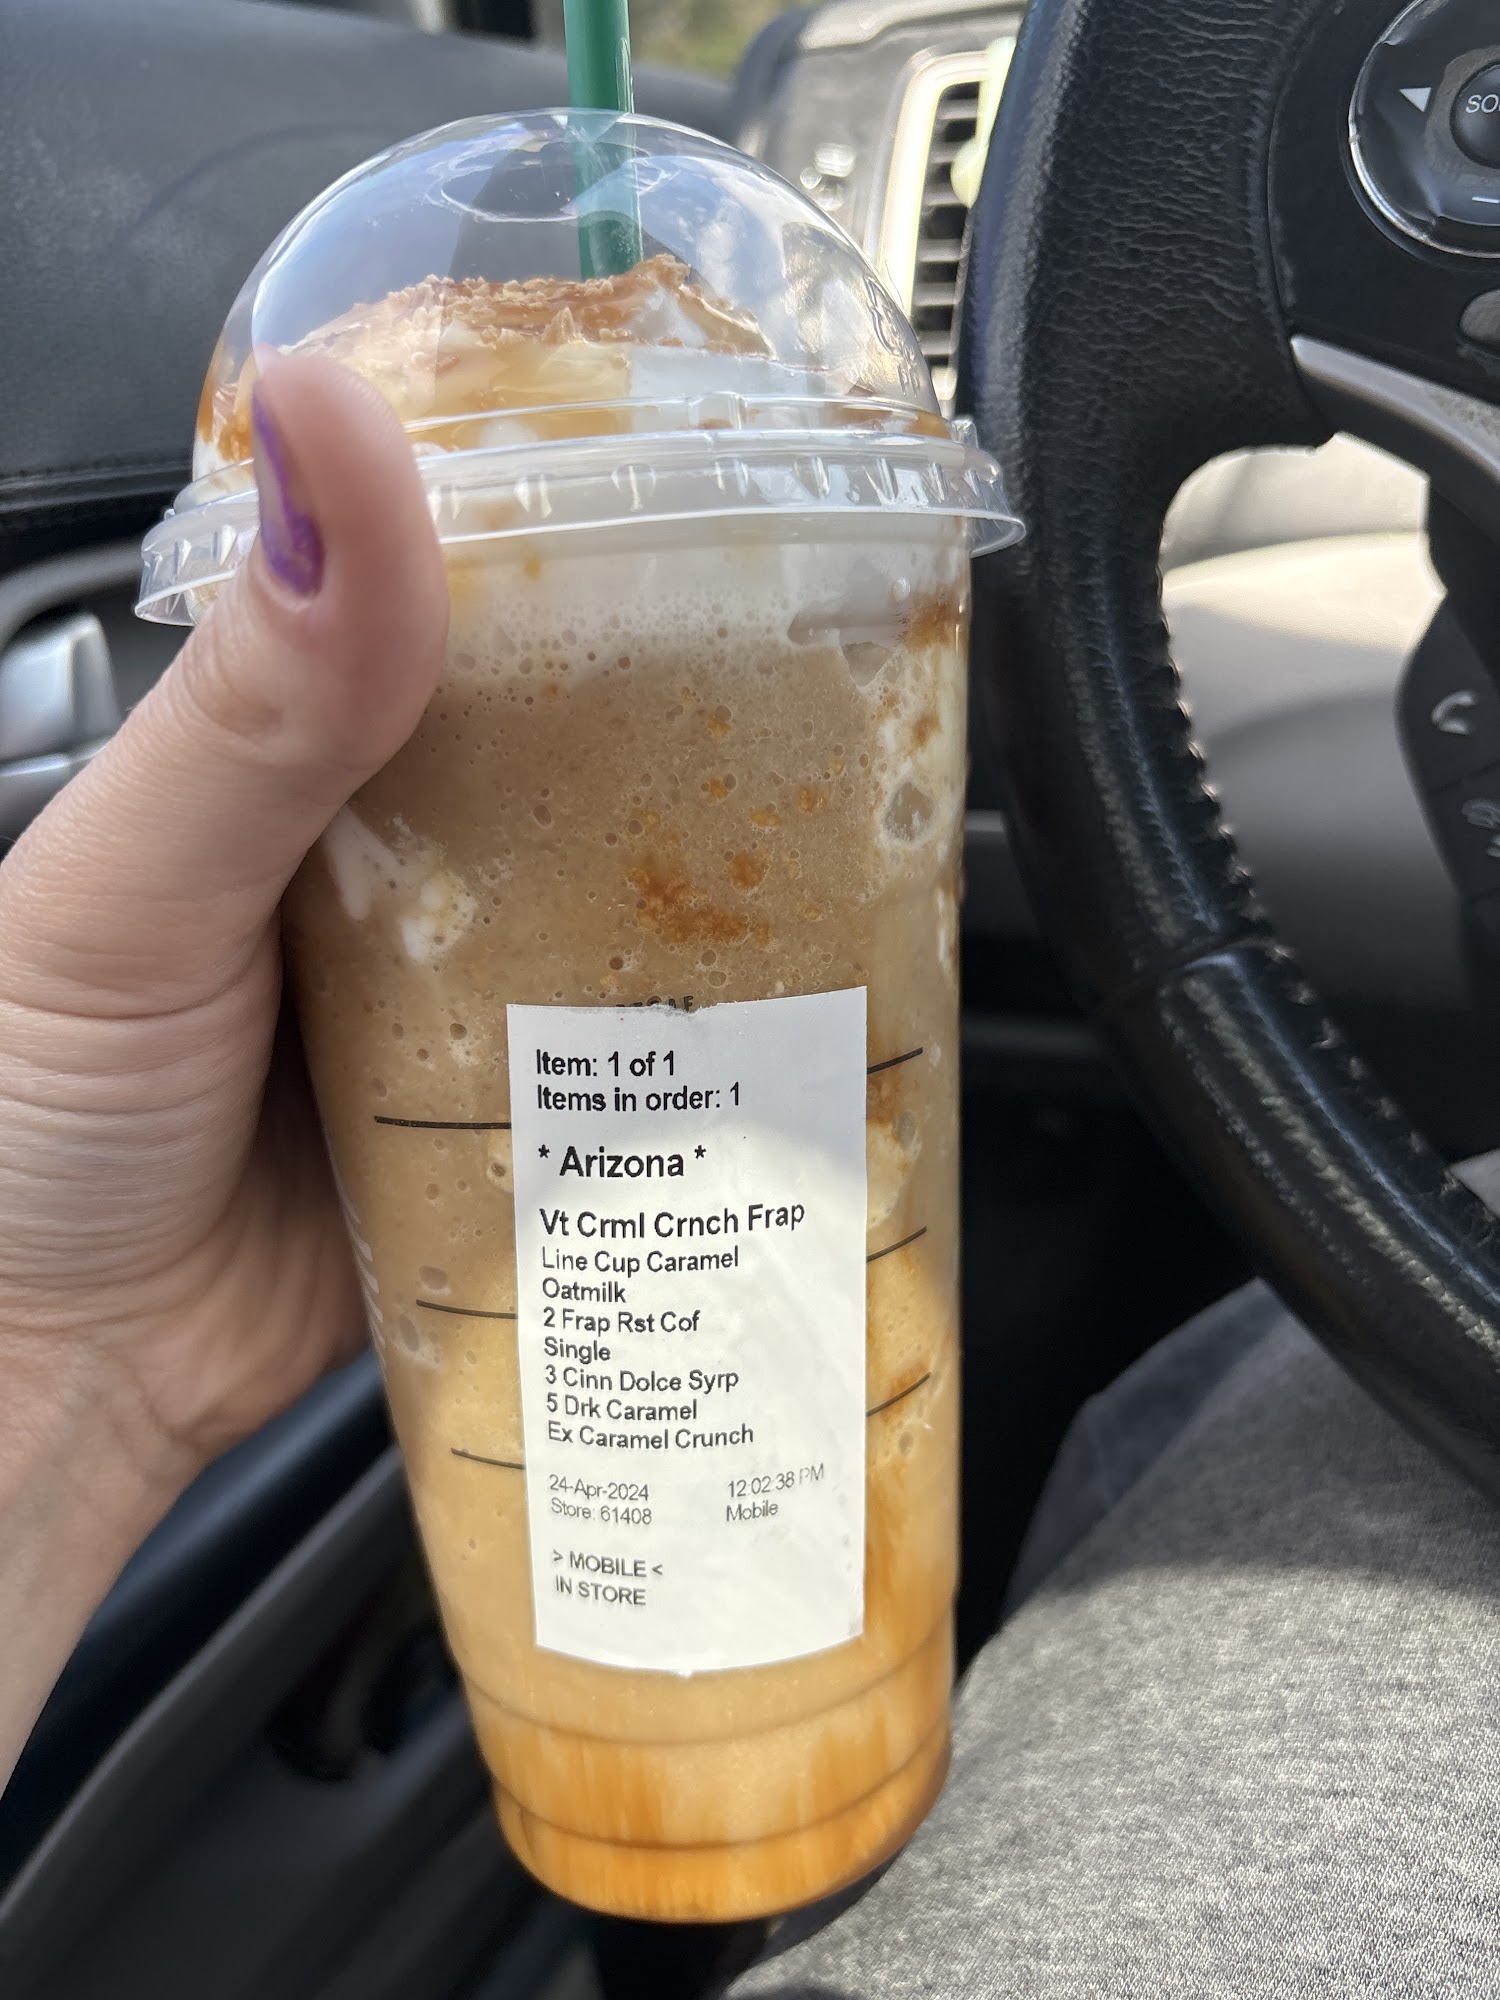 SO
Item: 1 of 1
Items in order: 1
* Arizona *
Vt Crml Crnch Frap
Line Cup Caramel
Oatmilk
2 Frap Rst Cof
Single
3 Cinn Dolce Syrp
5 Drk Caramel
Ex Caramel Crunch
24-Apr-2024 12:02:38 PM
Store: 61408 Mobile
> MOBILE <
IN STORE